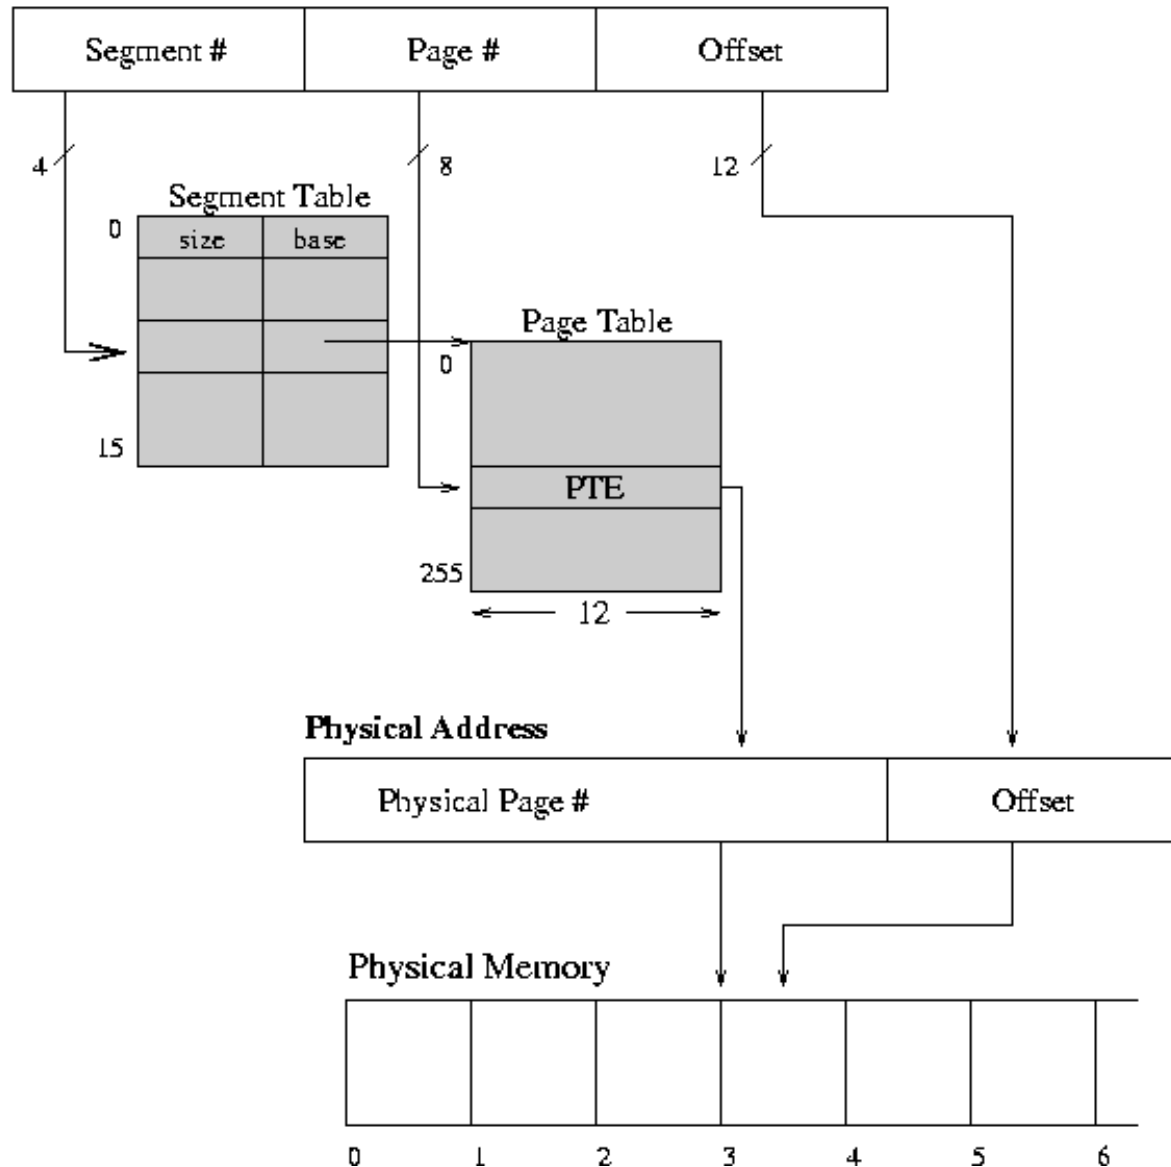 Segment # Page # Offset
4 8 12
Segment Table
0 size base
Page Table
0
15
PTE
255
12
Physical Address
Physical Page # Offset
Physical Memory
0 1 2 3 4 5 6